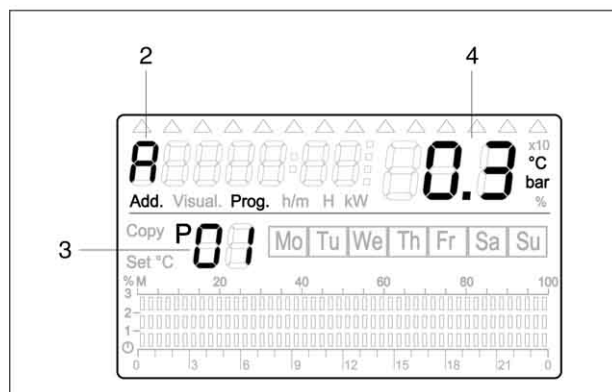 2 4
A 0.3 x10
°C
bar
Add. Visual. Prog. h/m H kW %
Copy P01 Mo Tu We Th Fr Sa Su
3
Set °C
% M 20 40 60 80 100
3
2
1
0 3 6 9 12 15 18 21 0